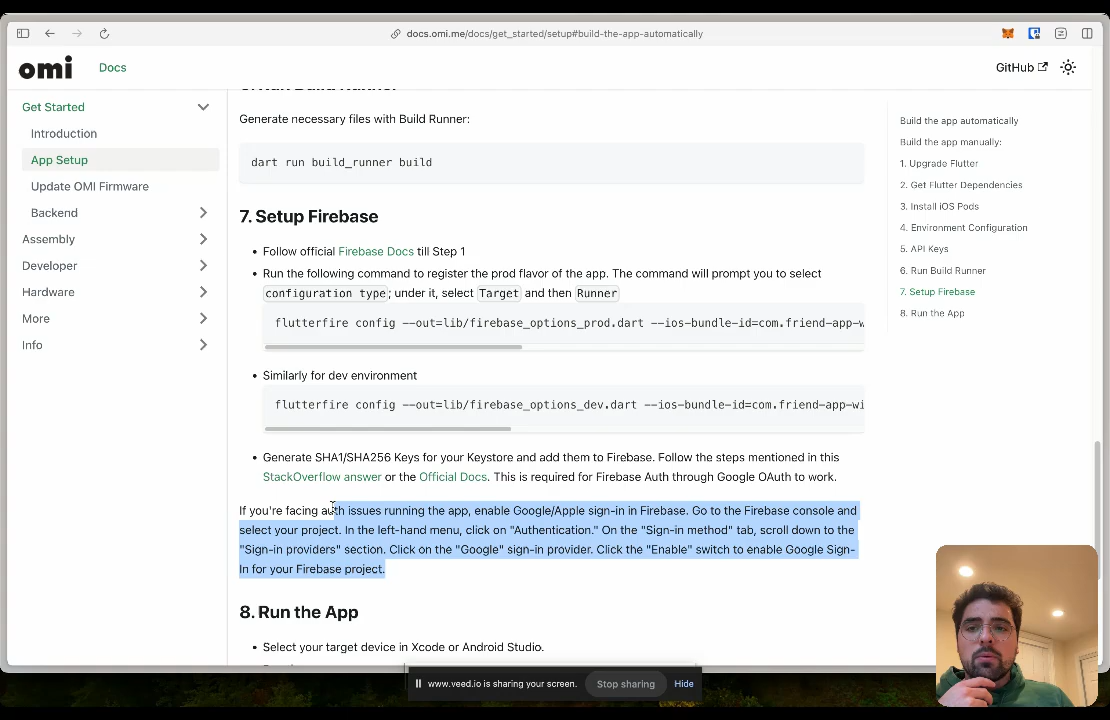 docs.omi.me/docs/get_started/setup#build-the-app-automatically
omi
Docs
GitHub
Get Started
Introduction
App Setup
Update OMI Firmware
Backend
Assembly
Developer
Hardware
More
Info
6. Run Build Runner
Generate necessary files with Build Runner:
dart run build_runner build
7. Setup Firebase
• Follow official Firebase Docs till Step 1
• Run the following command to register the prod flavor of the app. The command will prompt you to select
configuration type; under it, select Target and then Runner
flutterfire config --out=lib/firebase_options_prod.dart --ios-bundle-id=com.friend-app-w
• Similarly for dev environment
flutterfire config --out=lib/firebase_options_dev.dart --ios-bundle-id=com.friend-app-wi
• Generate SHA1/SHA256 Keys for your Keystore and add them to Firebase. Follow the steps mentioned in this
StackOverflow answer or the Official Docs. This is required for Firebase Auth through Google OAuth to work.
If you're facing auth issues running the app, enable Google/Apple sign-in in Firebase. Go to the Firebase console and
select your project. In the left-hand menu, click on "Authentication." On the "Sign-in method" tab, scroll down to the
"Sign-in providers" section. Click on the "Google" sign-in provider. Click the "Enable" switch to enable Google Sign-
In for your Firebase project.
8. Run the App
• Select your target device in Xcode or Android Studio.
Build the app automatically
Build the app manually:
1. Upgrade Flutter
2. Get Flutter Dependencies
3. Install iOS Pods
4. Environment Configuration
5. API Keys
6. Run Build Runner
7. Setup Firebase
8. Run the App
www.veed.io is sharing your screen.
Stop sharing
Hide